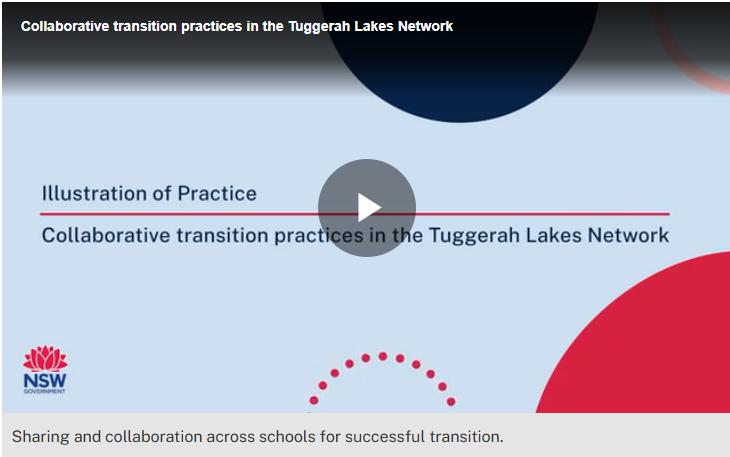 Collaborative transition practices in the Tuggerah Lakes Network
Illustration of Practice
Collaborative transition practices in the Tuggerah Lakes Network
NSW
GOVERNMENT
Sharing and collaboration across schools for successful transition.